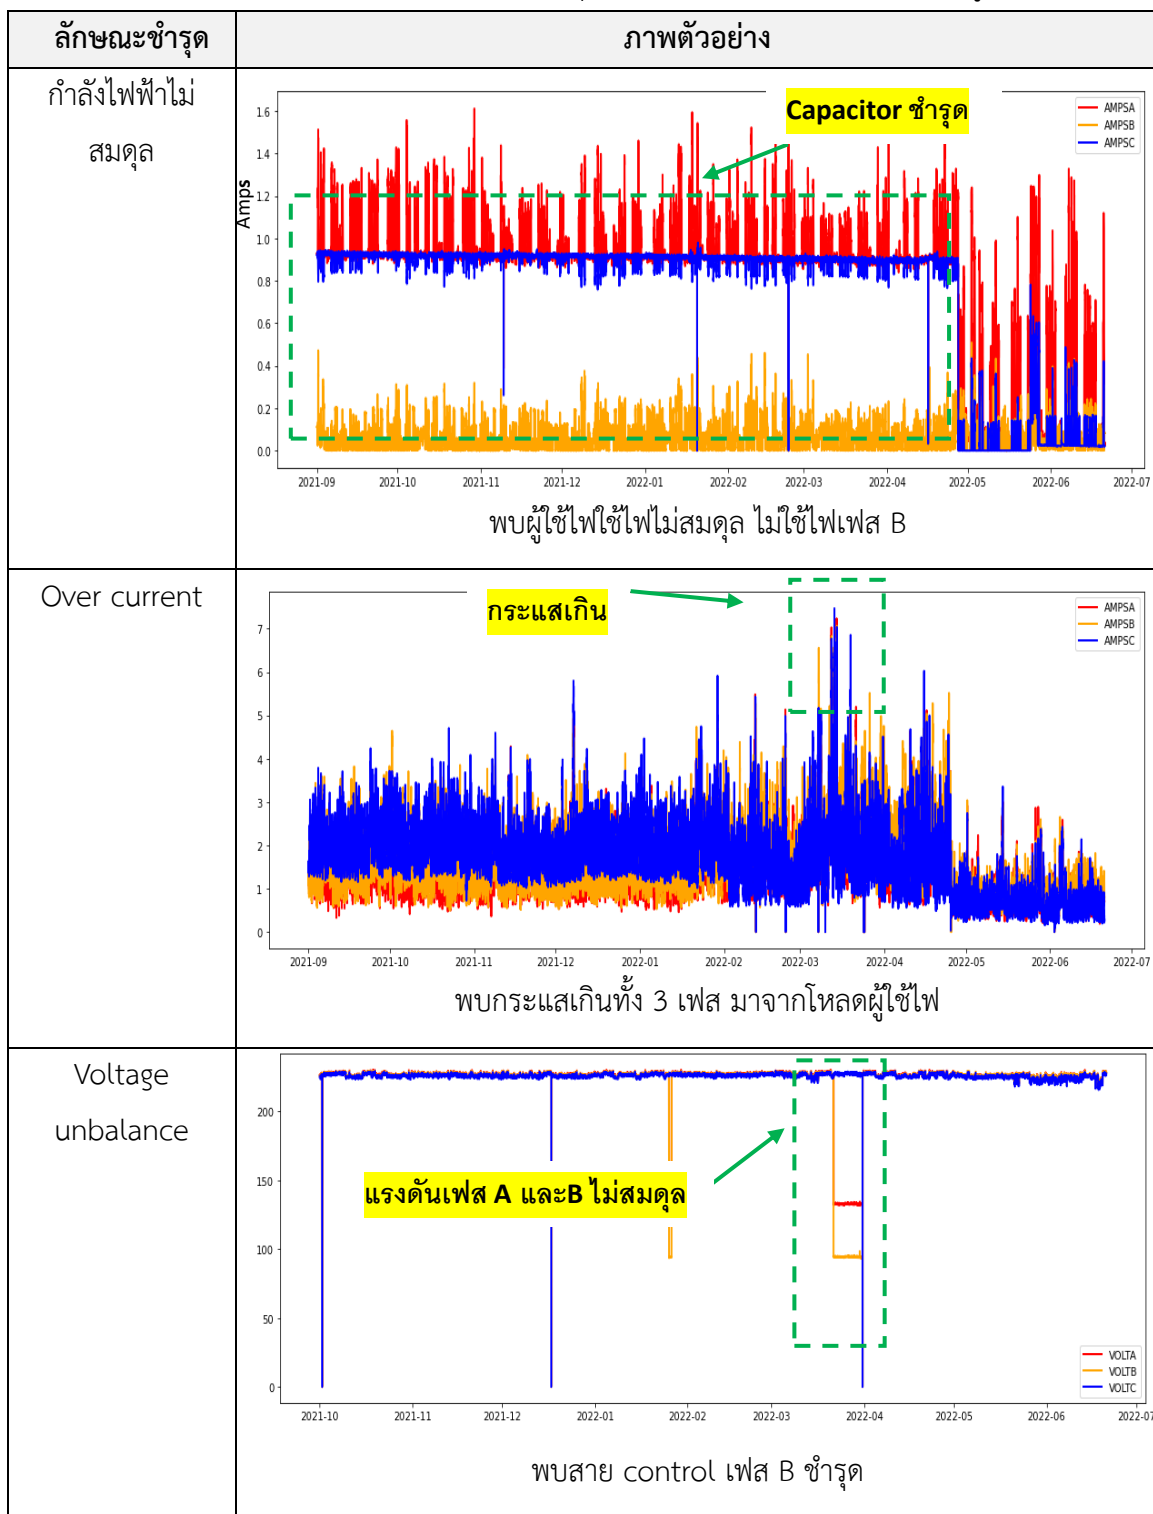 ลักษณะชำรุด
ภาพตัวอย่าง
กำลังไฟฟ้าไม่
สมดุล
Capacitor ชำรุด
AMPSA
AMPSB
AMPSC
Amps
1.6
1.4
1.2
1.0
0.8
0.6
0.4
0.2
0.0
2021-09 2021-10 2021-11 2021-12 2022-01 2022-02 2022-03 2022-04 2022-05 2022-06 2022-07
พบผู้ใช้ไฟใช้ไฟไม่สมดุล ไม่ใช้ไฟเฟส B
Over current
กระแสเกิน
AMPSA
AMPSB
AMPSC
7
6
5
4
3
2
1
0
2021-09 2021-10 2021-11 2021-12 2022-01 2022-02 2022-03 2022-04 2022-05 2022-06 2022-07
พบกระแสเกินทั้ง 3 เฟส มาจากโหลดผู้ใช้ไฟ
Voltage
unbalance
200
150
100
50
0
แรงดันเฟส A และB ไม่สมดุล
VOLTA
VOLTB
VOLTC
2021-10 2021-11 2021-12 2022-01 2022-02 2022-03 2022-04 2022-05 2022-06 2022-07
พบสาย control เฟส B ชำรุด